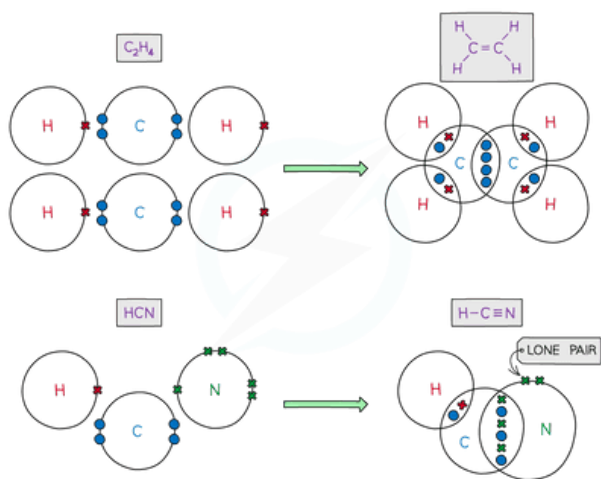 C₂H₄
H C H
H C H
H H
C=C
H H
H H
C C
H H
HCN
H C N
H-C≡N
LONE PAIR
H C N